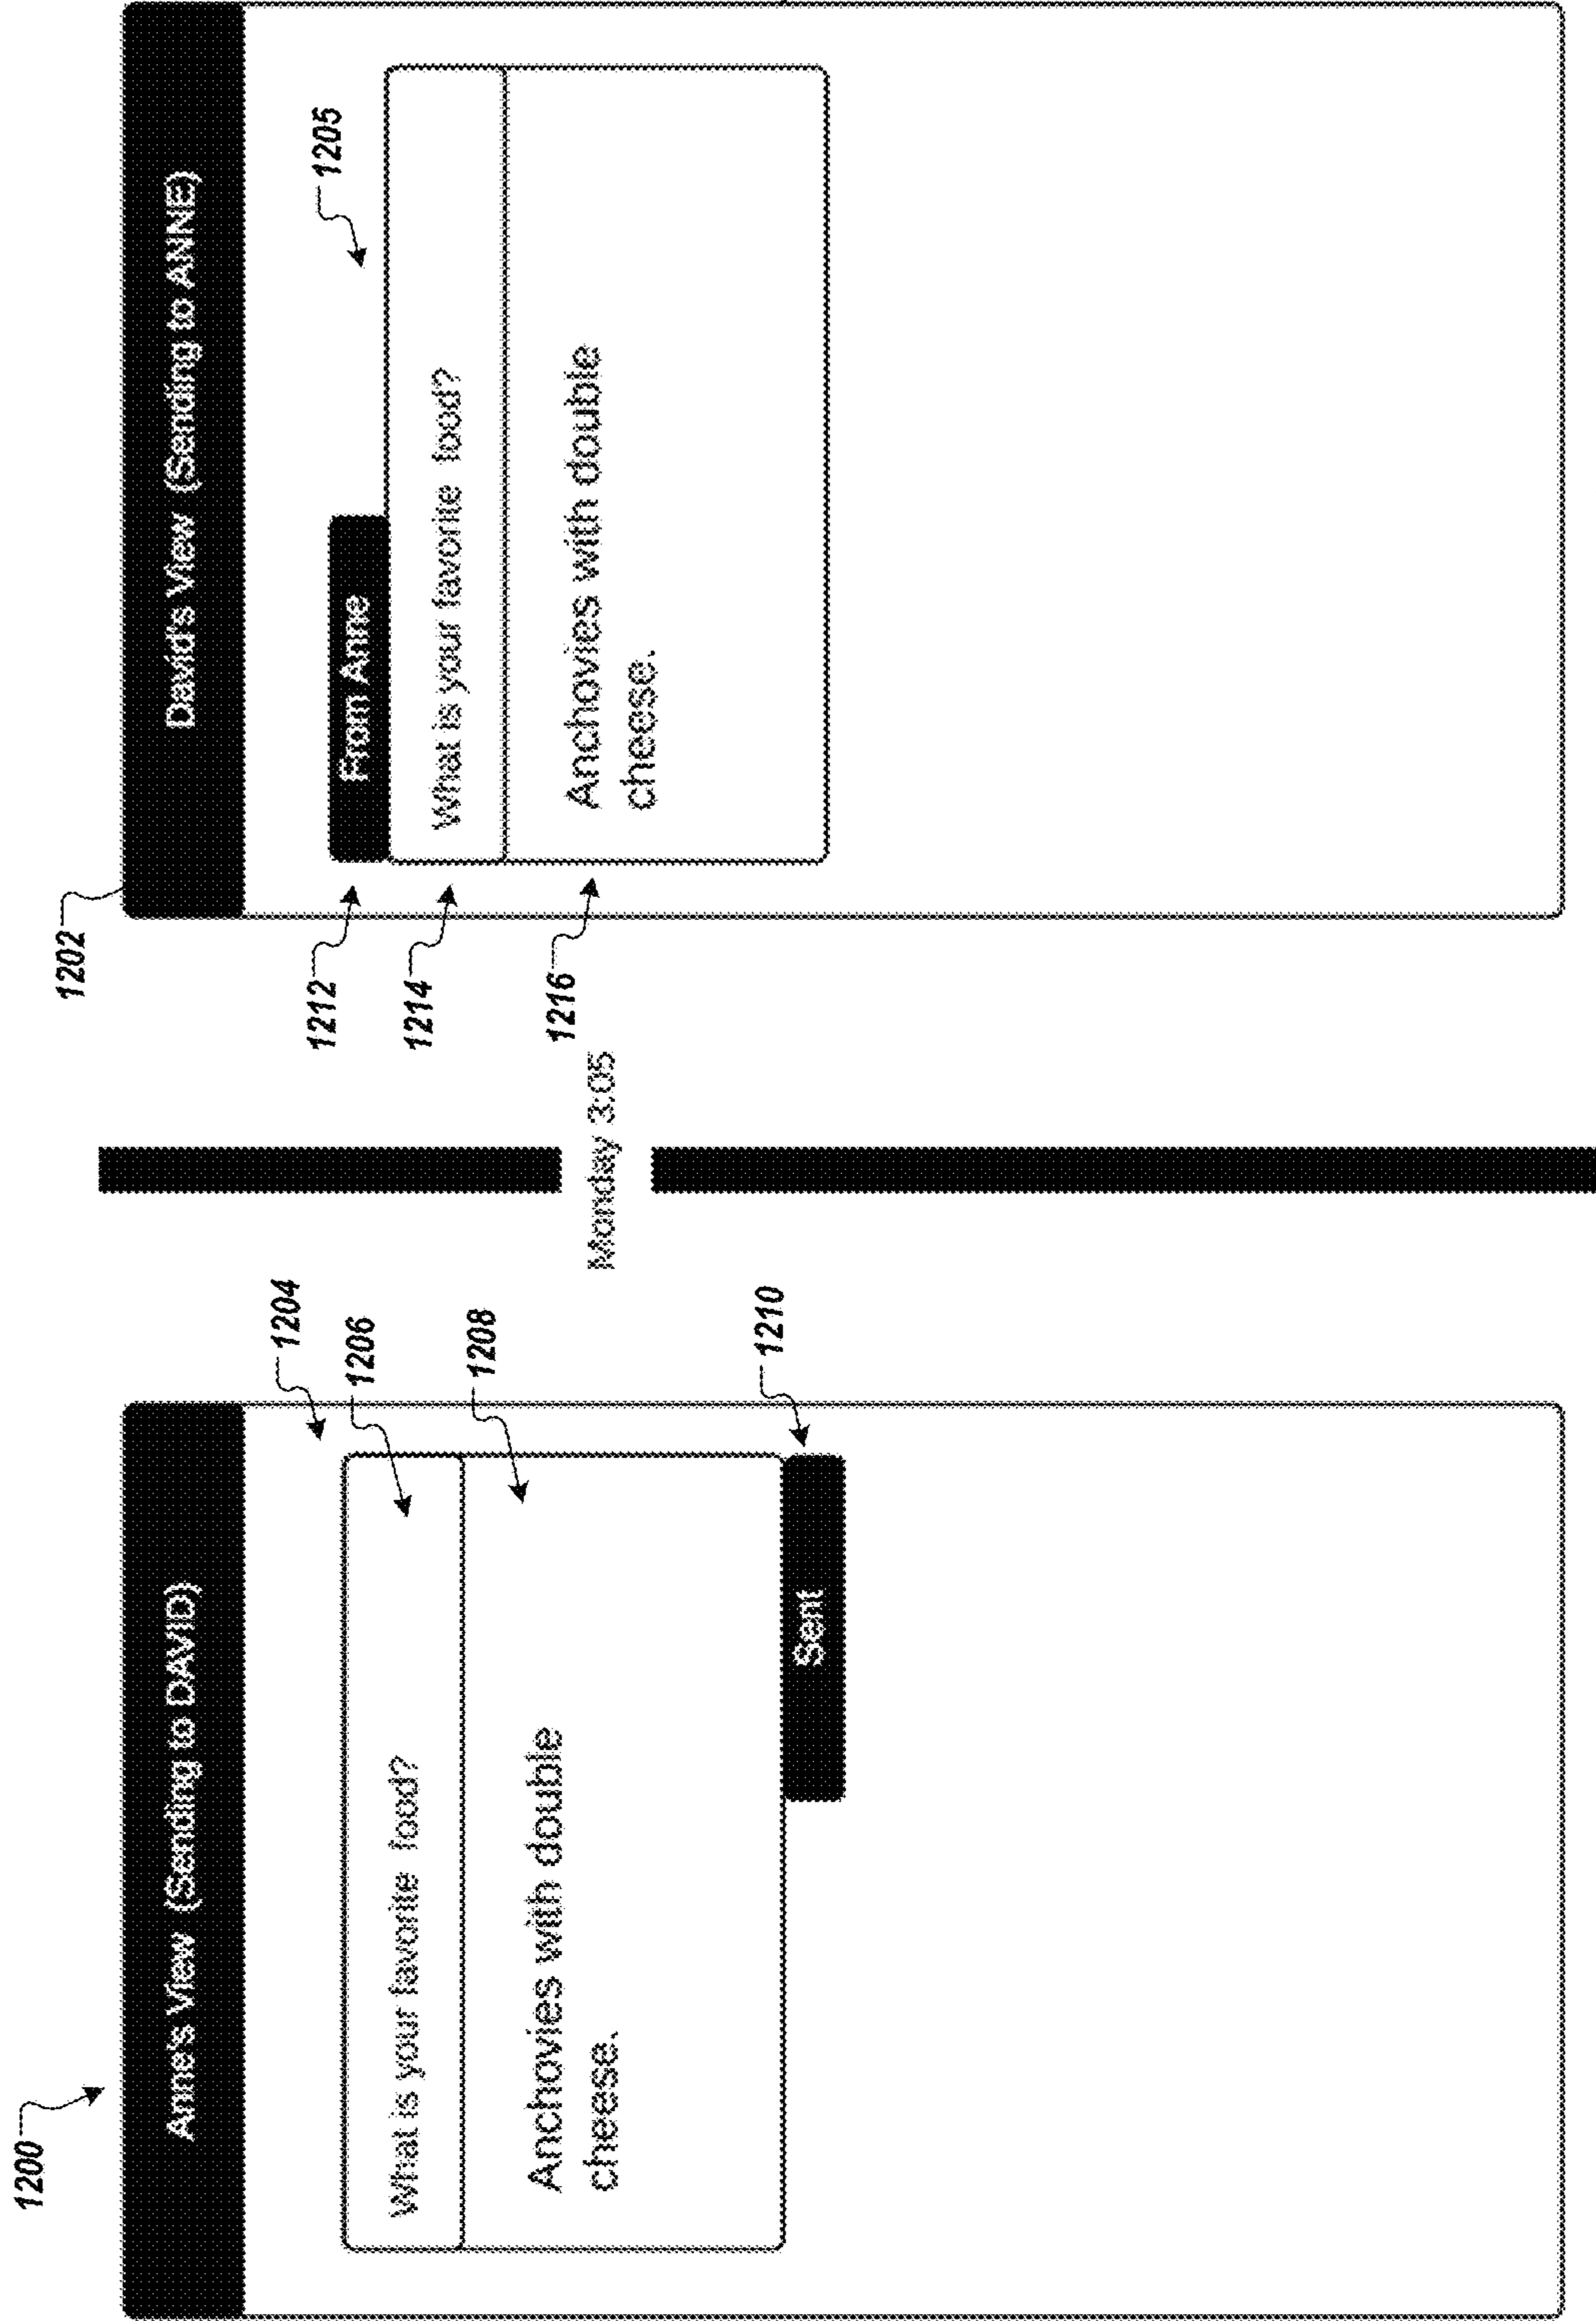 1200
Anne's View (Sending to DAVID)
1204
What is your favorite food?
1206
Anchovies with double
cheese.
1208
Sent
1210
Monday 3:05
1202
David's View (Sending to ANNE)
1205
1212
From Anne
1214
What is your favorite food?
1216
Anchovies with double
cheese.